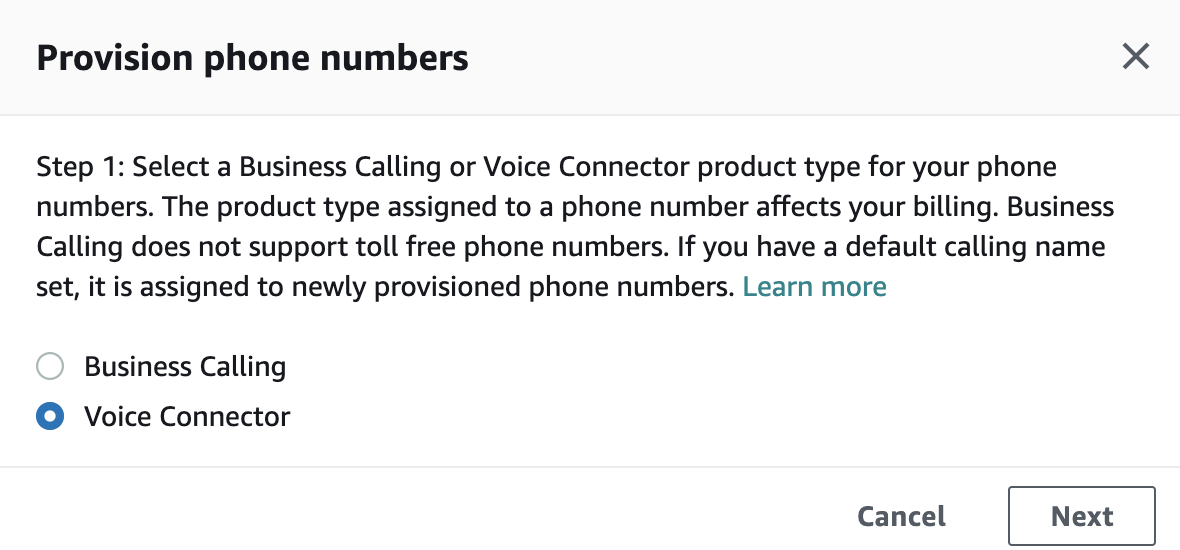 Provision phone numbers
Step 1: Select a Business Calling or Voice Connector product type for your phone
numbers. The product type assigned to a phone number affects your billing. Business
Calling does not support toll free phone numbers. If you have a default calling name
set, it is assigned to newly provisioned phone numbers. Learn more
Business Calling
Voice Connector
Cancel
Next